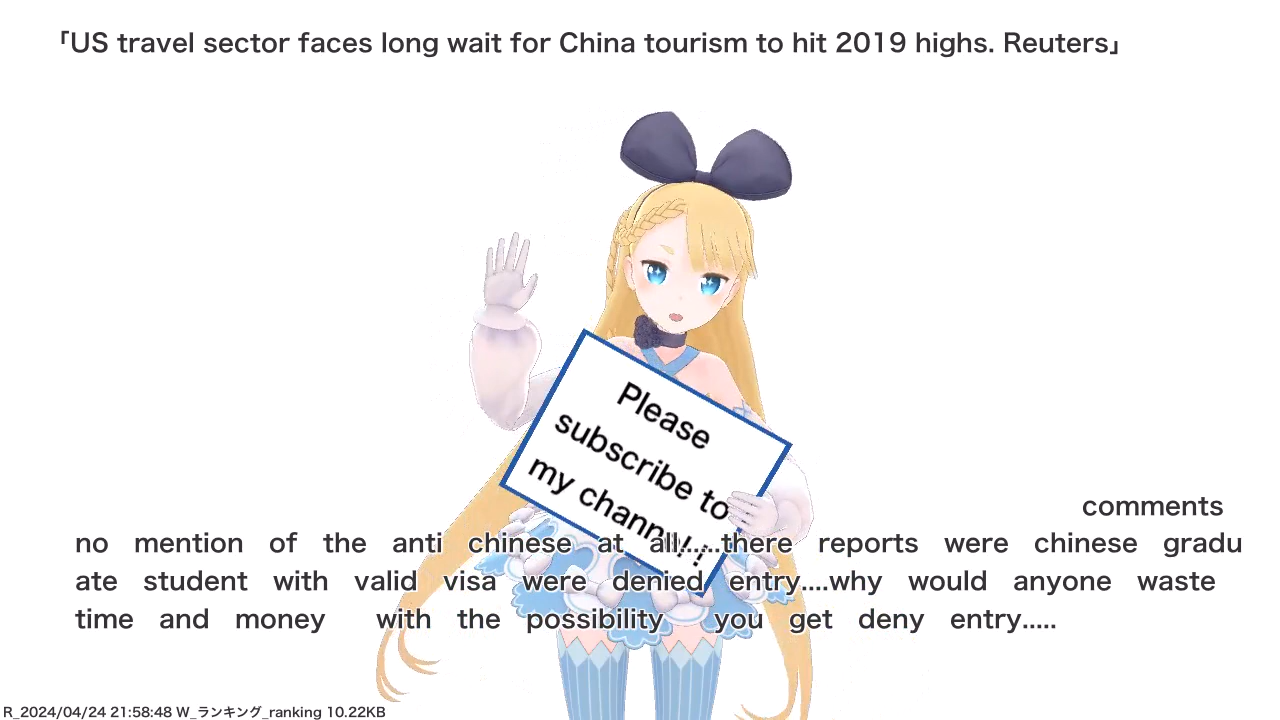 「US travel sector faces long wait for China tourism to hit 2019 highs. Reuters」
Please
subscribe to
my channel!!
comments
no mention of the anti chinese at all.....there reports were chinese gradu
ate student with valid visa were denied entry....why would anyone waste
time and money with the possibility you get deny entry.....
R_2024/04/24 21:58:48 W_ランキング_ranking 10.22KB